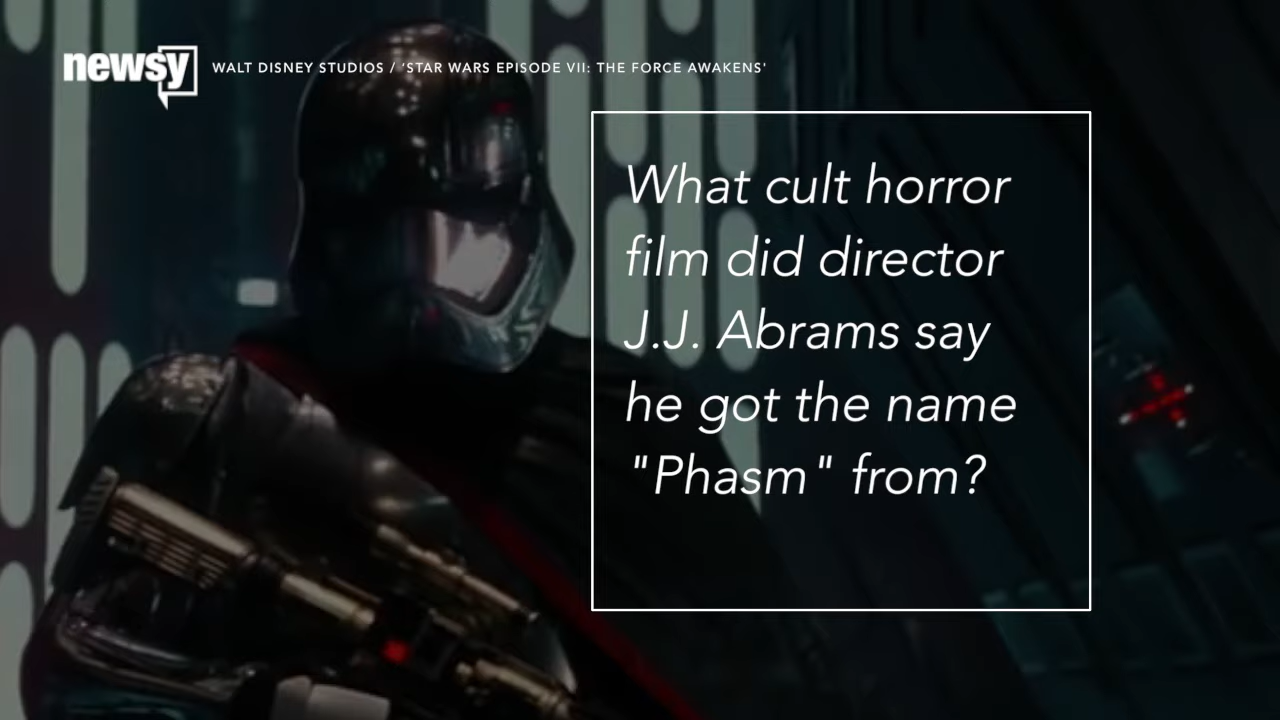 newsy WALT DISNEY STUDIOS / 'STAR WARS EPISODE VII: THE FORCE AWAKENS'
What cult horror
film did director
J.J. Abrams say
he got the name
"Phasm" from?